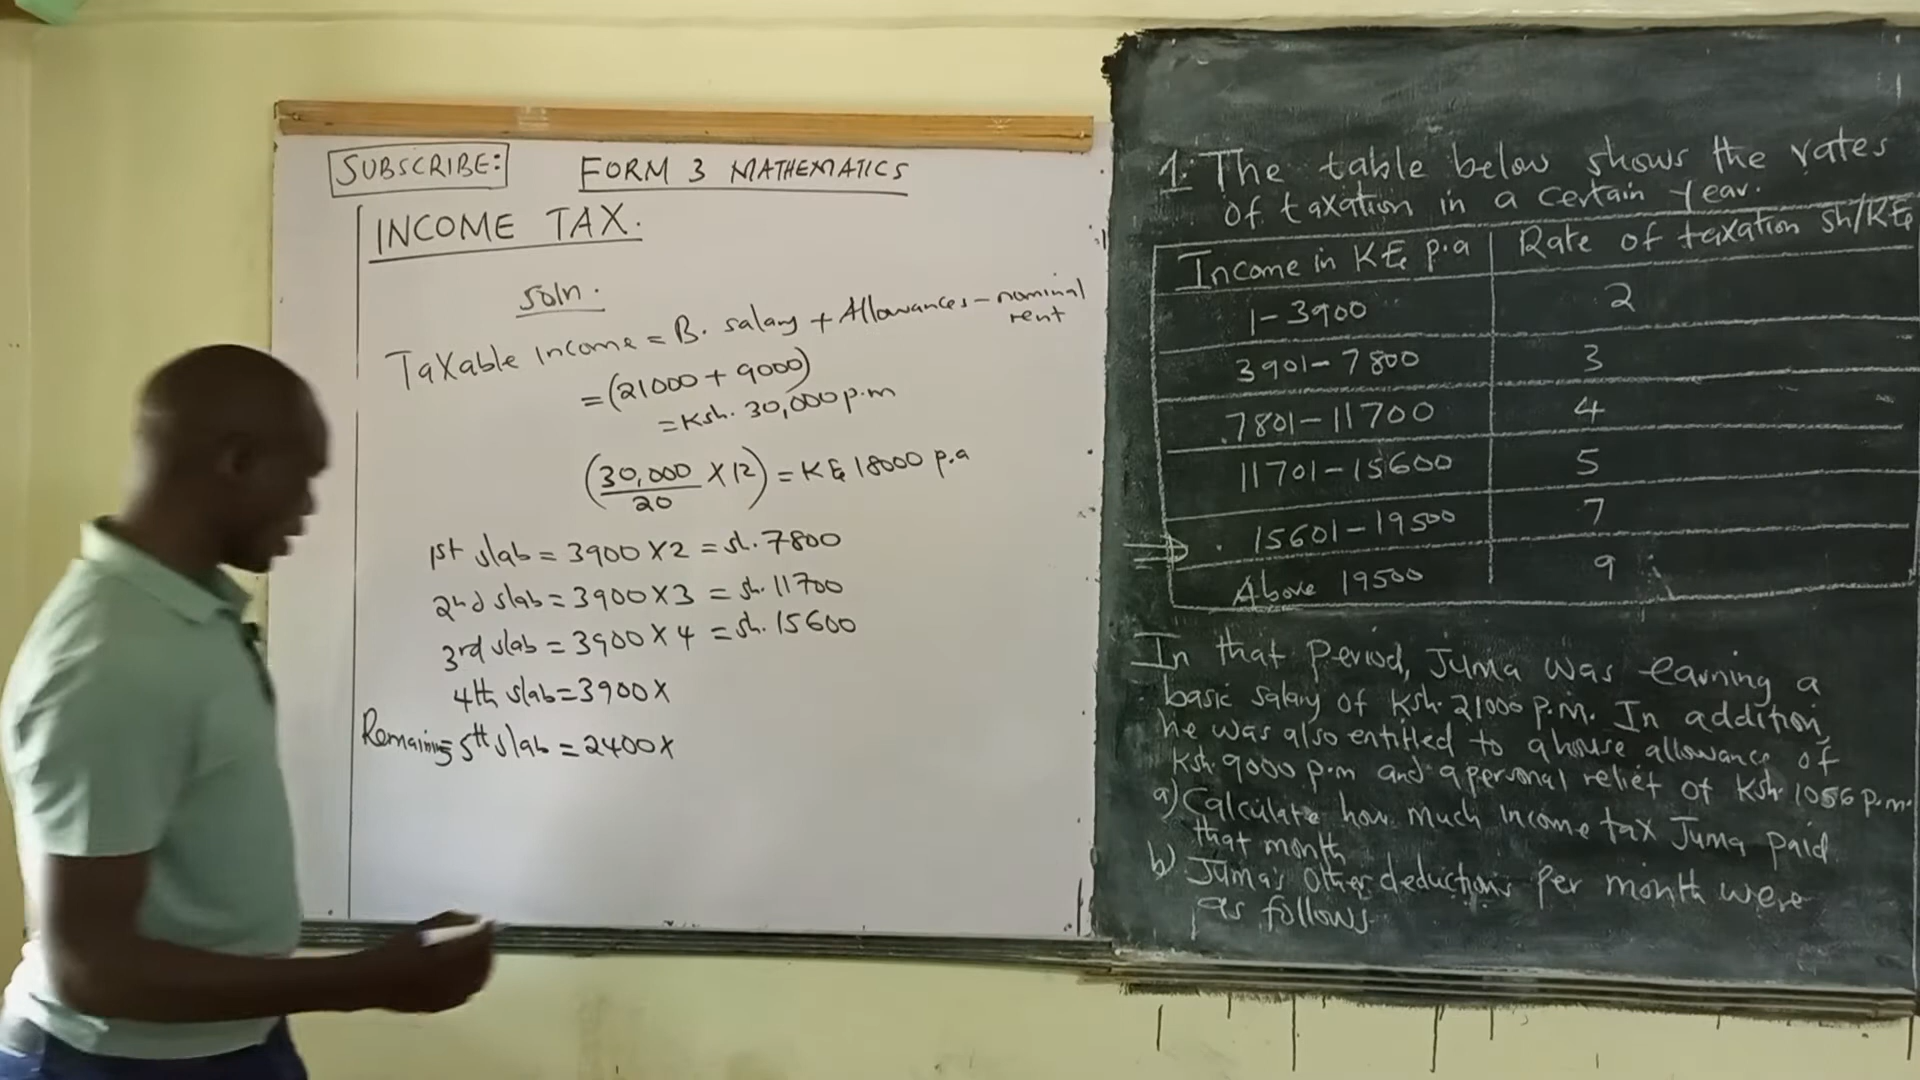 SUBSCRIBE: FORM 3 MATHEMATICS
INCOME TAX.
Soln.
Taxable income = B. salary + Allowances - nominal
rent
= (21000 + 9000)
= Ksh. 30,000 p.m
(30,000/20 X 12) = K£ 18000 p.a
1st slab = 3900 X 2 = sh. 7800
2nd slab = 3900 X 3 = sh. 11700
3rd slab = 3900 X 4 = sh. 15600
4th slab = 3900 X
Remaining = 5th slab = 2400 X
1. The table below shows the rates
of taxation in a certain year.
Income in K£ p.a | Rate of taxation sh/K£
1 - 3900 2
3901 - 7800 3
7801 - 11700 4
11701 - 15600 5
15601 - 19500 7
Above 19500 9
In that period, Juma was earning a
basic salary of Ksh. 21000 p.m. In addition,
he was also entitled to a house allowance of
Ksh. 9000 p.m and a personal relief of Ksh. 1056 p.m.
a) Calculate how much income tax Juma paid
that month
b) Juma's other deductions per month were
as follows.